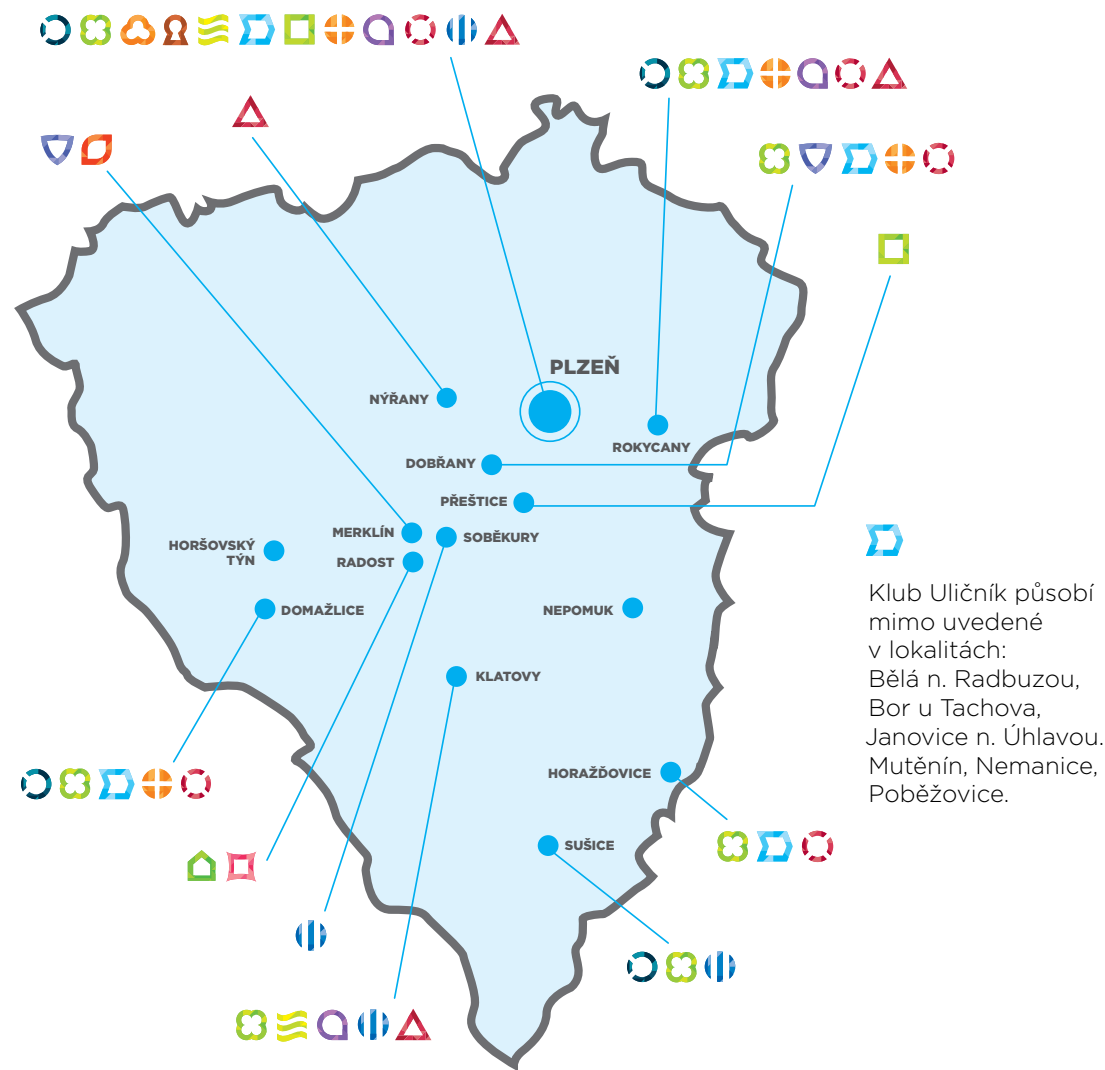 PLZEŇ
NÝŘANY
ROKYCANY
DOBŘANY
PŘEŠTICE
MERKLÍN
SOBĚKURY
HORŠOVSKÝ
TÝN
RADOST
DOMAŽLICE
NEPOMUK
KLATOVY
HORAŽĎOVICE
SUŠICE
Klub Uličník působí
mimo uvedené
v lokalitách:
Bělá n. Radbuzou,
Bor u Tachova,
Janovice n. Úhlavou.
Mutěnín, Nemanice,
Poběžovice.